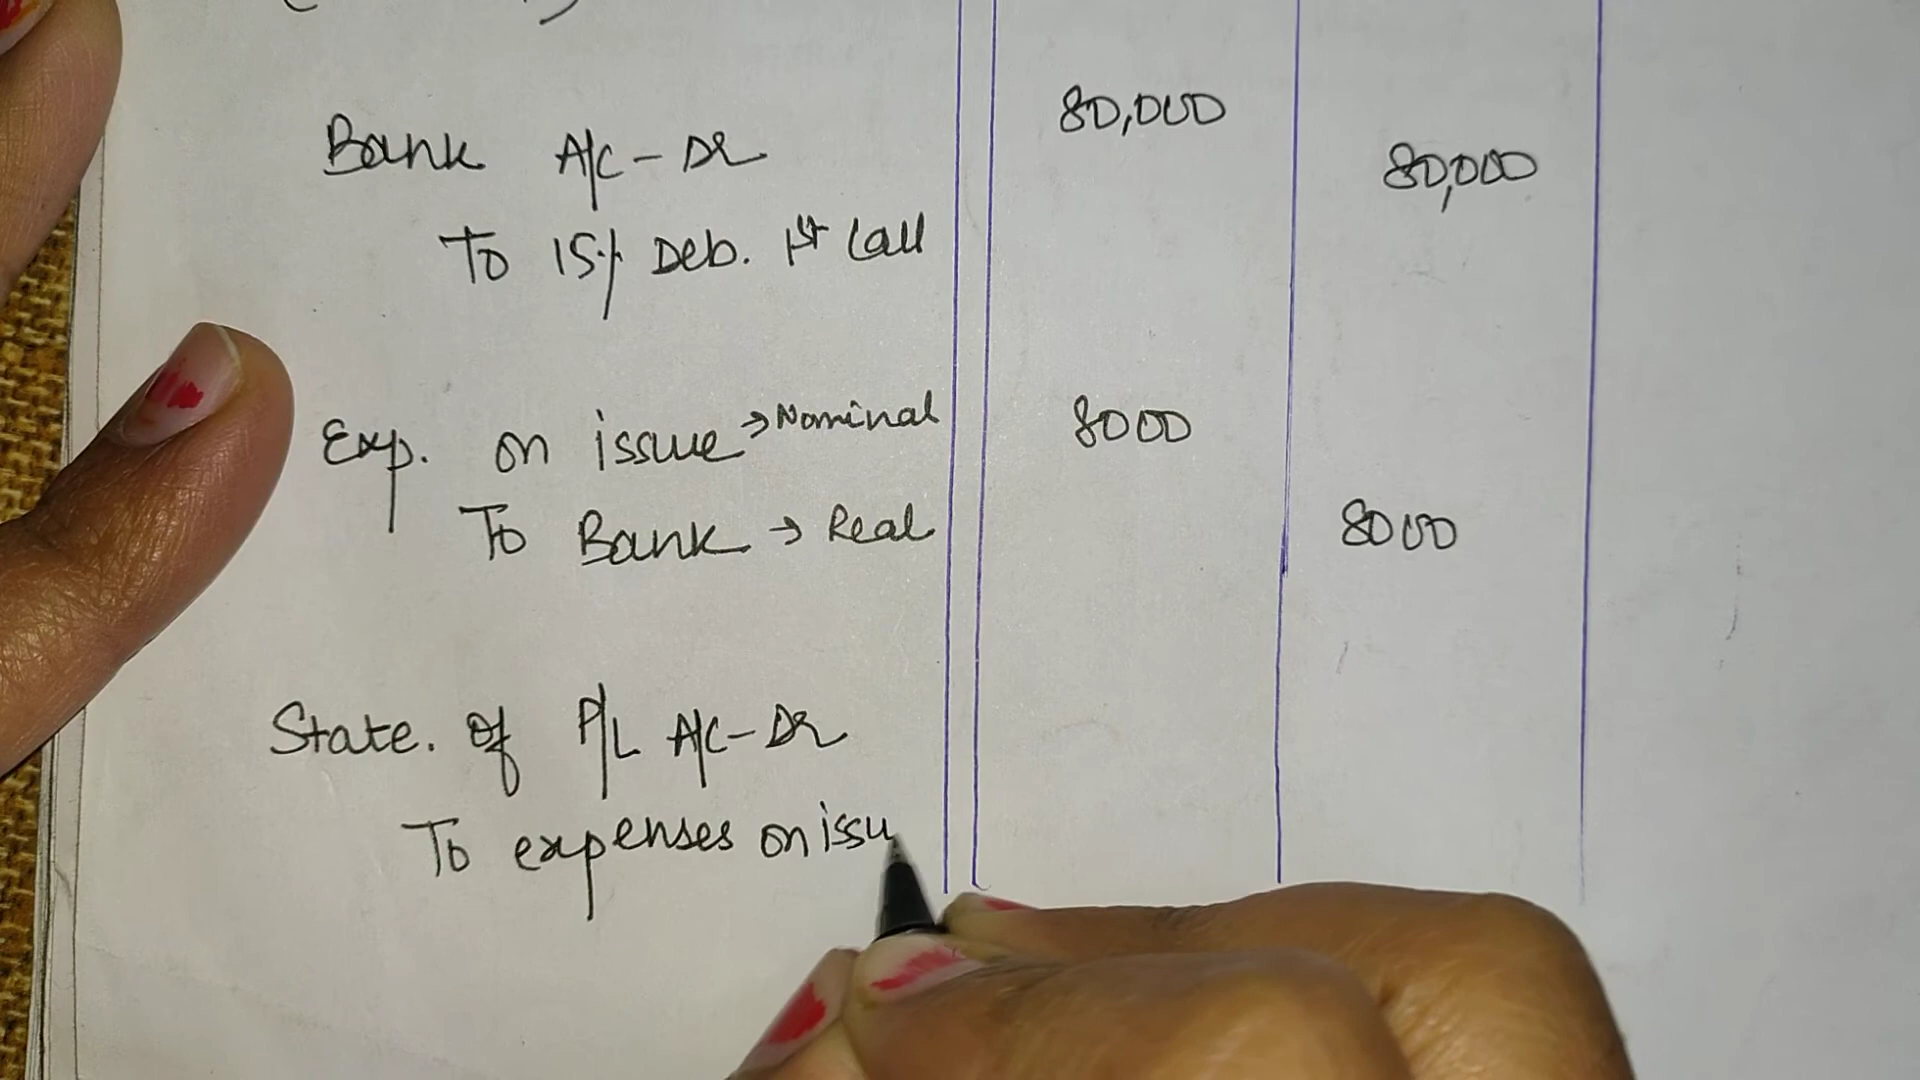 80,000
Bank A/C - Dr
80,000
To 15% Deb. 1st Call
Exp. on issue → Nominal
8000
To Bank → Real
8000
State. of P/L A/C - Dr
To expenses on issu